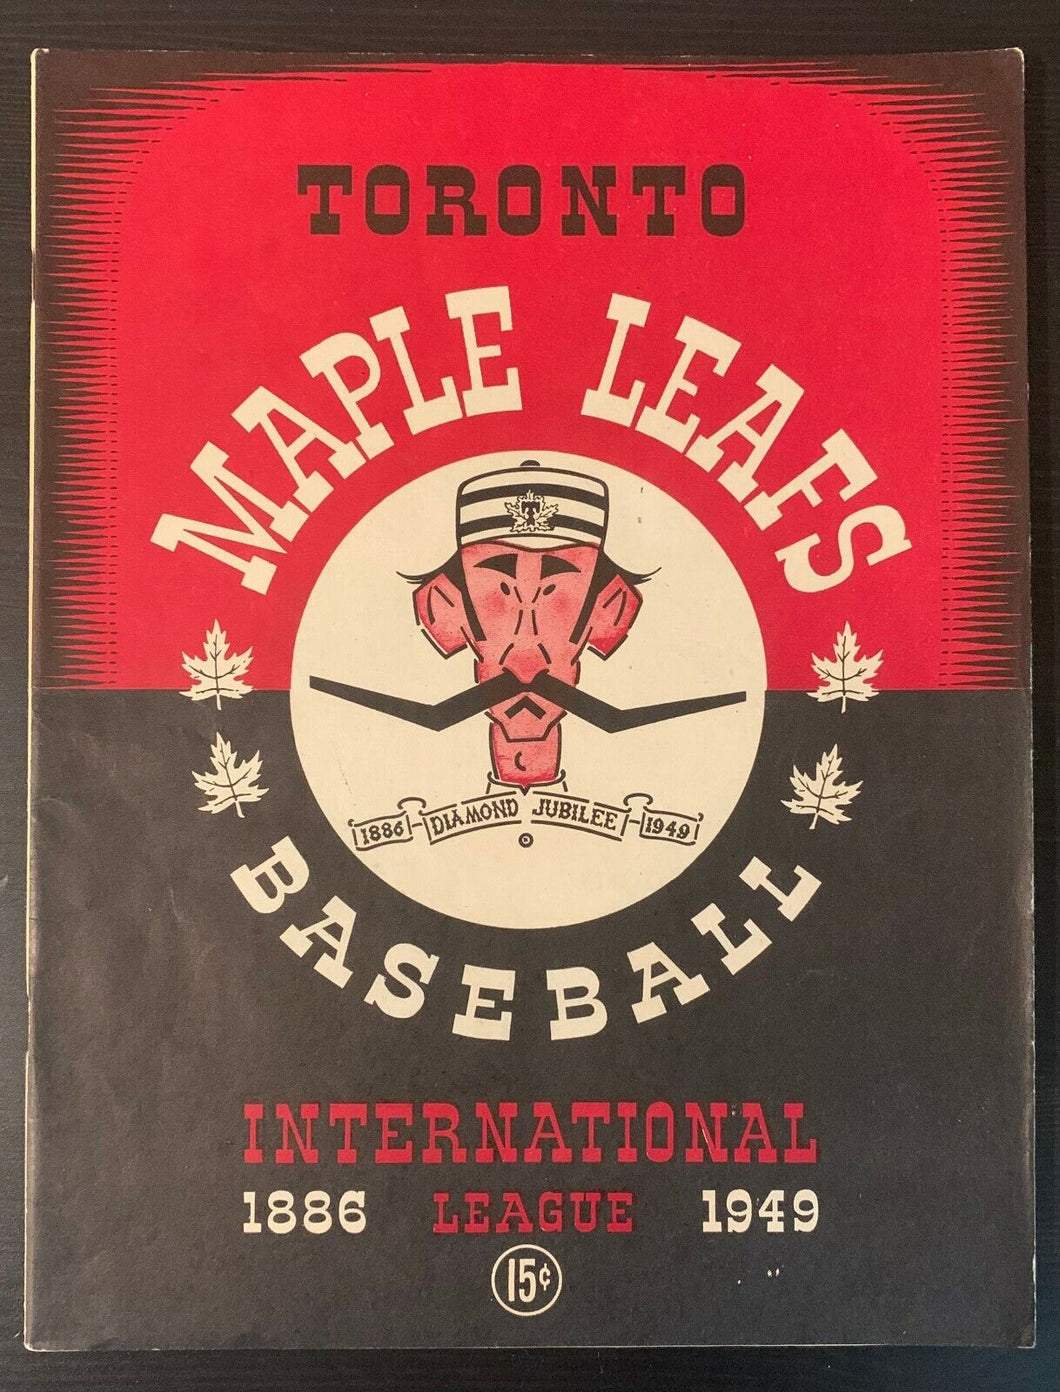 TORONTO
MAPLE LEAFS
T
1886 DIAMOND JUBILEE 1949
BASEBALL
INTERNATIONAL
1886 LEAGUE 1949
15¢